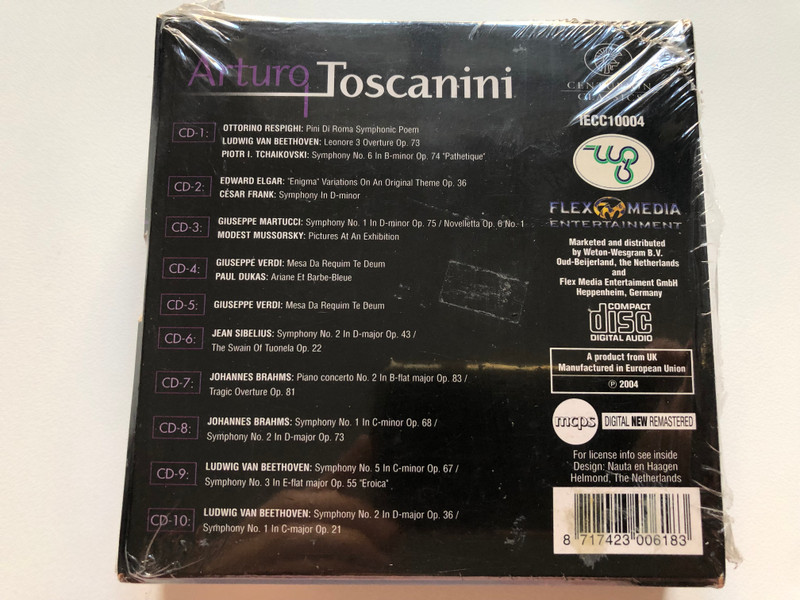 Arturo Toscanini
CD-1: OTTORINO RESPIGHI: Pini Di Roma Symphonic Poem
LUDWIG VAN BEETHOVEN: Leonore 3 Overture Op. 73
PIOTR I. TCHAIKOVSKI: Symphony No. 6 In B-minor Op. 74 "Pathetique"
CD-2: EDWARD ELGAR: "Enigma" Variations On An Original Theme Op. 36
CÉSAR FRANK: Symphony In D-minor
CD-3: GIUSEPPE MARTUCCI: Symphony No. 1 In D-minor Op. 75 / Novelletta Op. 8 No. 1
MODEST MUSSORSKY: Pictures At An Exhibition
CD-4: GIUSEPPE VERDI: Mesa Da Requim Te Deum
PAUL DUKAS: Ariane Et Barbe-Bleue
CD-5: GIUSEPPE VERDI: Mesa Da Requim Te Deum
CD-6: JEAN SIBELIUS: Symphony No. 2 In D-major Op. 43 /
The Swain Of Tuonela Op. 22
CD-7: JOHANNES BRAHMS: Piano concerto No. 2 In B-flat major Op. 83 /
Tragic Overture Op. 81
CD-8: JOHANNES BRAHMS: Symphony No. 1 In C-minor Op. 68 /
Symphony No. 2 In D-major Op. 73
CD-9: LUDWIG VAN BEETHOVEN: Symphony No. 5 In C-minor Op. 67 /
Symphony No. 3 In E-flat major Op. 55 "Eroica"
CD-10: LUDWIG VAN BEETHOVEN: Symphony No. 2 In D-major Op. 36 /
Symphony No. 1 In C-major Op. 21
CENTURION
CLASSICS
IECC10004
FLEX MEDIA
ENTERTAINMENT
Marketed and distributed
by Weton-Wesgram B.V.
Oud-Beijerland, the Netherlands
and
Flex Media Entertaiment GmbH
Heppenheim, Germany
COMPACT
disc
DIGITAL AUDIO
A product from UK
Manufactured in European Union
℗ 2004
mcps DIGITAL NEW REMASTERED
For license info see inside
Design: Nauta en Haagen
Helmond, The Netherlands
8 717423 006183